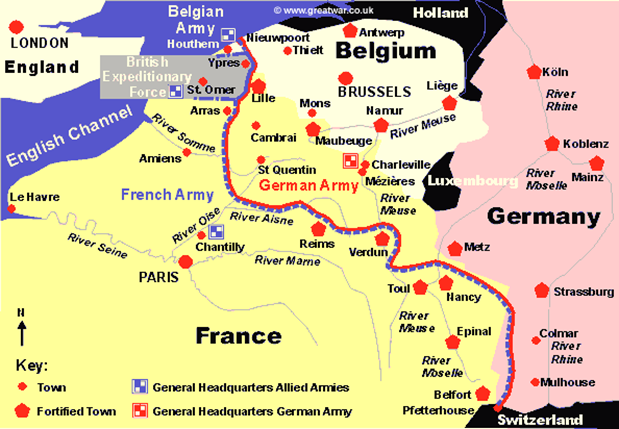 © www.greatwar.co.uk
Holland
Belgian
Army
Houthem
Nieuwpoort
Antwerp
LONDON
England
Thielt
Belgium
British
Expeditionary
Force
Ypres
St. Omer
Lille
BRUSSELS
Liège
Köln
River
Rhine
Mons
Namur
Arras
Maubeuge
River Meuse
English Channel
River Somme
Cambrai
Koblenz
Amiens
St Quentin
Charleville
Mézières
Luxembourg
River
Moselle
Mainz
French Army
German Army
River
Meuse
Le Havre
River Oise
River Aisne
Germany
Chantilly
Reims
Verdun
Metz
River Seine
PARIS
River Marne
Toul
Nancy
Strassburg
N
France
River
Meuse
Epinal
Colmar
River
Rhine
River
Moselle
Key:
Town
General Headquarters Allied Armies
Belfort
Mulhouse
Fortified Town
General Headquarters German Army
Pfetterhouse
Switzerland